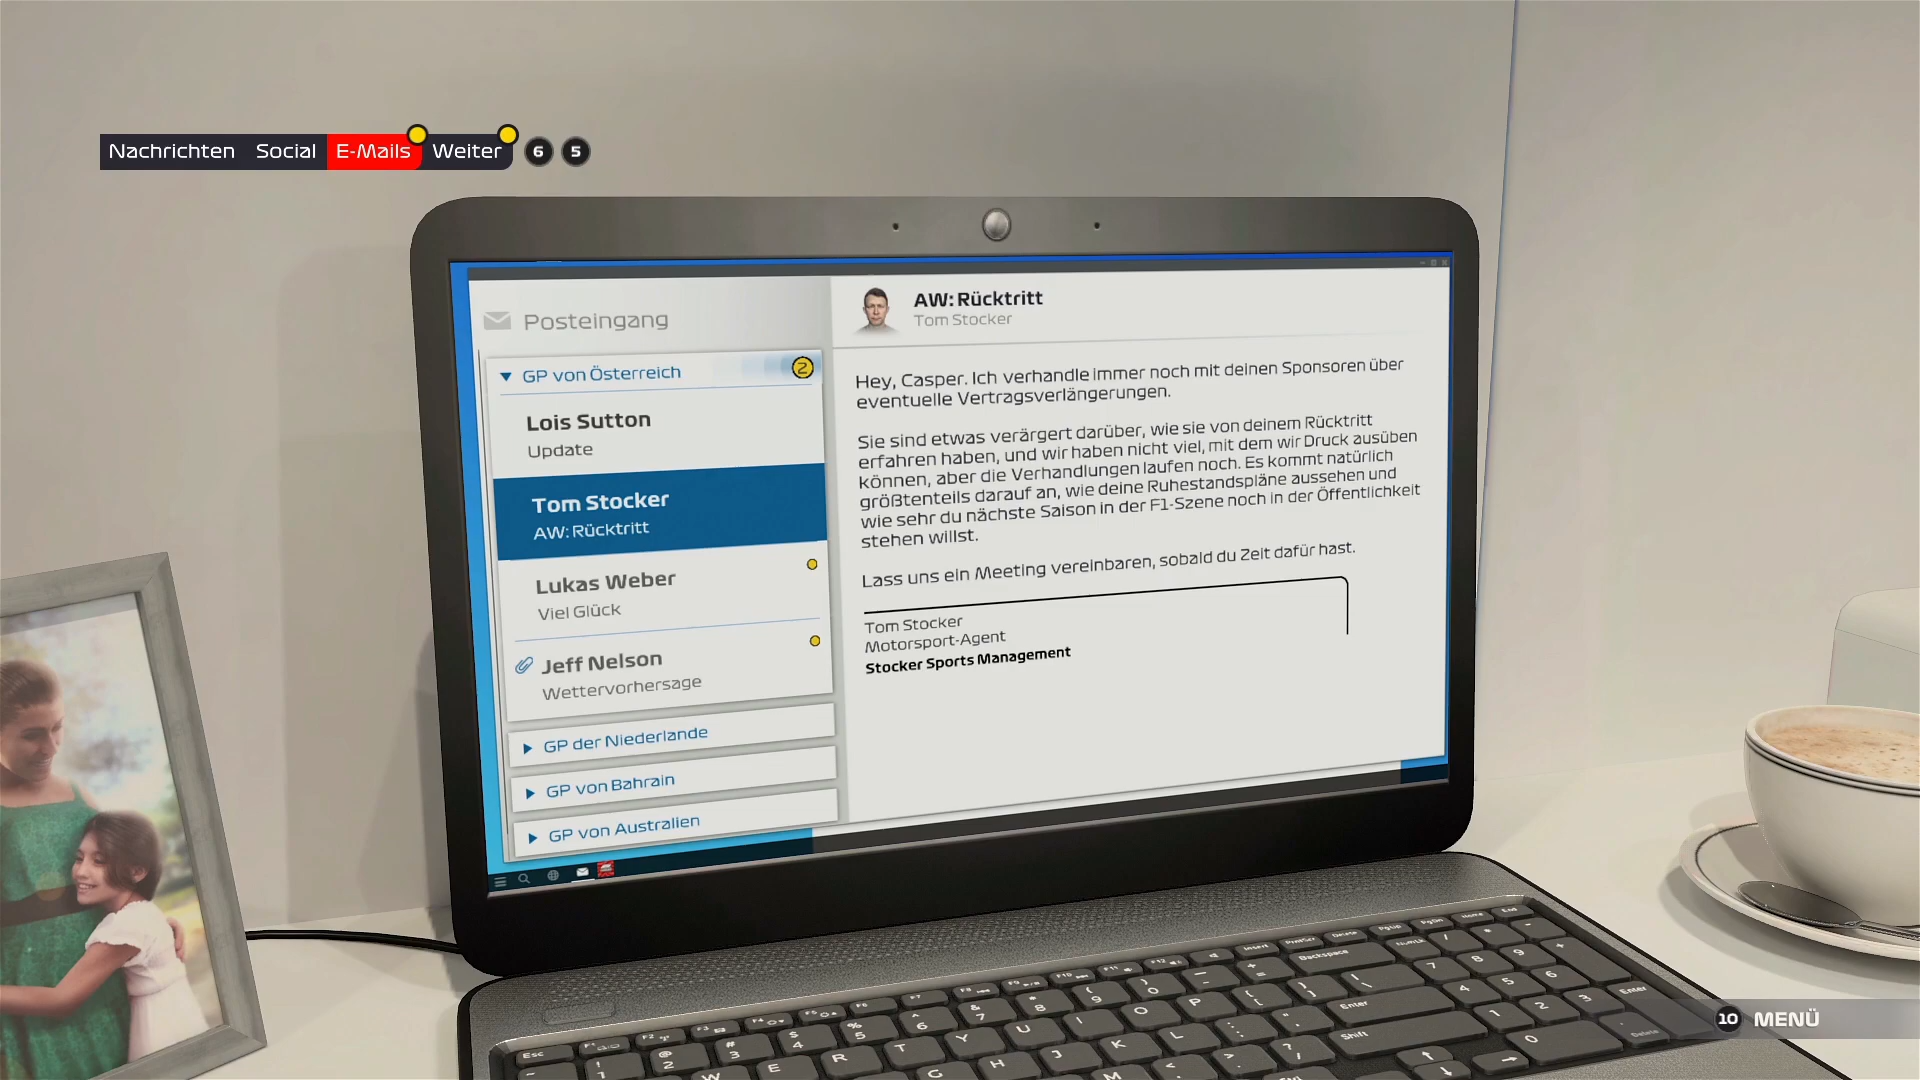 Nachrichten Social E-Mails Weiter 6 5
Posteingang
GP von Österreich 2
Lois Sutton
Update
Tom Stocker
AW: Rücktritt
Lukas Weber
Viel Glück
Jeff Nelson
Wettervorhersage
GP der Niederlande
GP von Bahrain
GP von Australien
AW: Rücktritt
Tom Stocker
Hey, Casper. Ich verhandle immer noch mit deinen Sponsoren über
eventuelle Vertragsverlängerungen.
Sie sind etwas verärgert darüber, wie sie von deinem Rücktritt
erfahren haben, und wir haben nicht viel, mit dem wir Druck ausüben
können, aber die Verhandlungen laufen noch. Es kommt natürlich
größtenteils darauf an, wie deine Ruhestandspläne aussehen und
wie sehr du nächste Saison in der F1-Szene noch in der Öffentlichkeit
stehen willst.
Lass uns ein Meeting vereinbaren, sobald du Zeit dafür hast.
Tom Stocker
Motorsport-Agent
Stocker Sports Management
10 MENÜ
Backspace
Enter
Shift
Esc